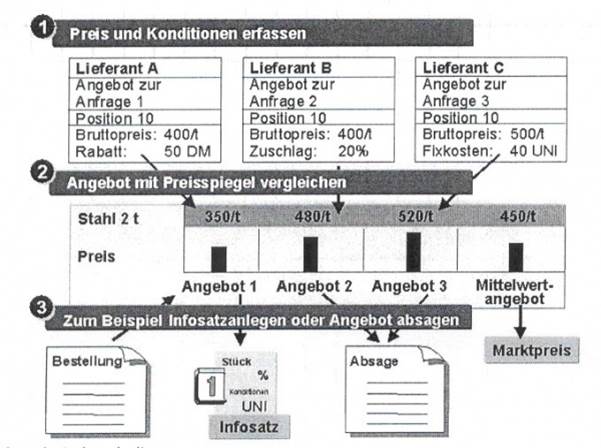 1 Preis und Konditionen erfassen
Lieferant A
Angebot zur
Anfrage 1
Position 10
Bruttopreis: 400/t
Rabatt: 50 DM
Lieferant B
Angebot zur
Anfrage 2
Position 10
Bruttopreis: 400/t
Zuschlag: 20%
Lieferant C
Angebot zur
Anfrage 3
Position 10
Bruttopreis: 500/t
Fixkosten: 40 UNI
2 Angebot mit Preisspiegel vergleichen
Stahl 2 t 350/t 480/t 520/t 450/t
Preis
Angebot 1 Angebot 2 Angebot 3 Mittelwert-
angebot
3 Zum Beispiel Infosatzanlegen oder Angebot absagen
Bestellung
Stück
%
1
Konditionen
UNI
Infosatz
Absage
Marktpreis